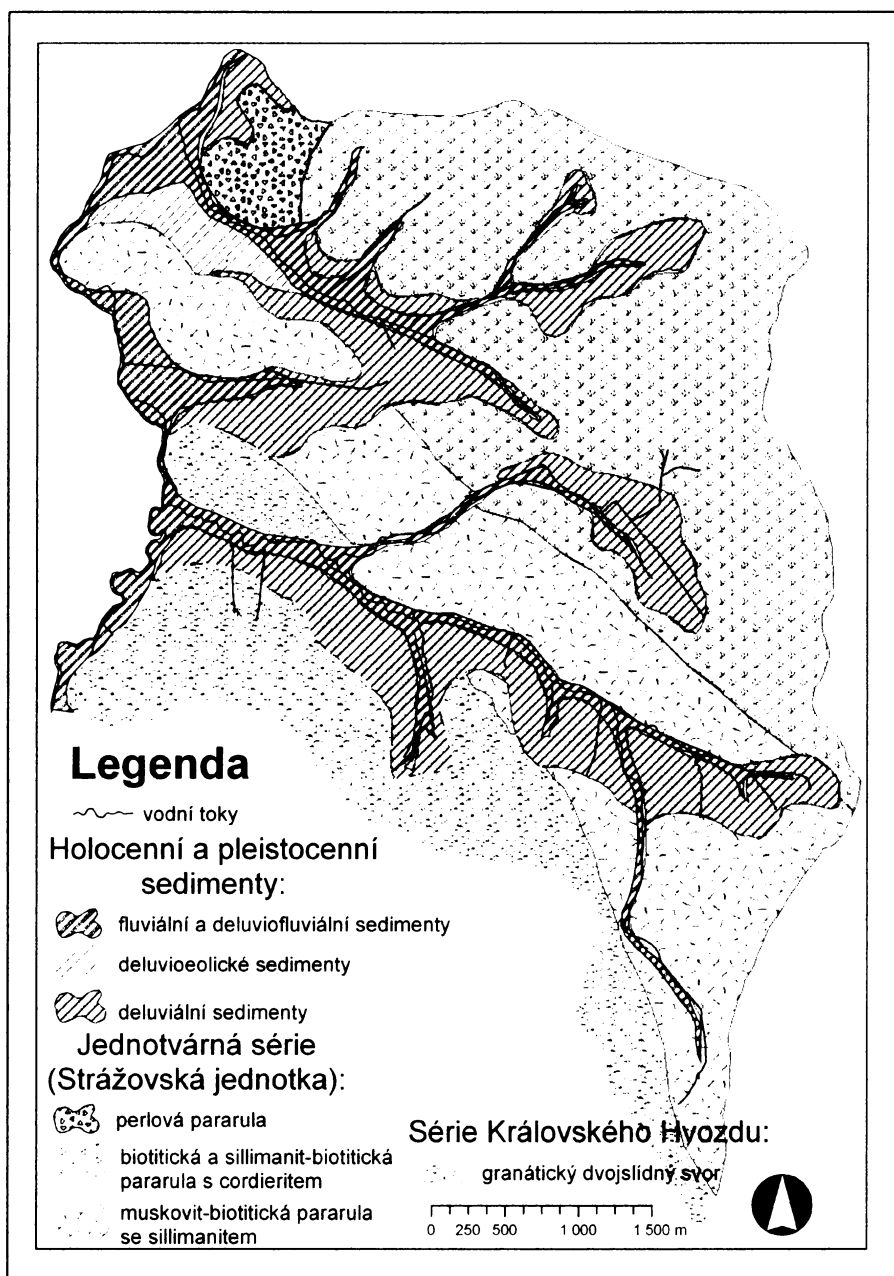 Legenda
vodní toky
Holocenní a pleistocenní
sedimenty:
fluviální a deluviofluviální sedimenty
deluvioeolické sedimenty
deluviální sedimenty
Jednotvárná série
(Strážovská jednotka):
perlová pararula
biotitická a sillimanit-biotitická
pararula s cordieritem
muskovit-biotitická pararula
se sillimanitem
Série Královského Hvozdu:
granátický dvojslídný svor
0 250 500 1 000 1 500 m